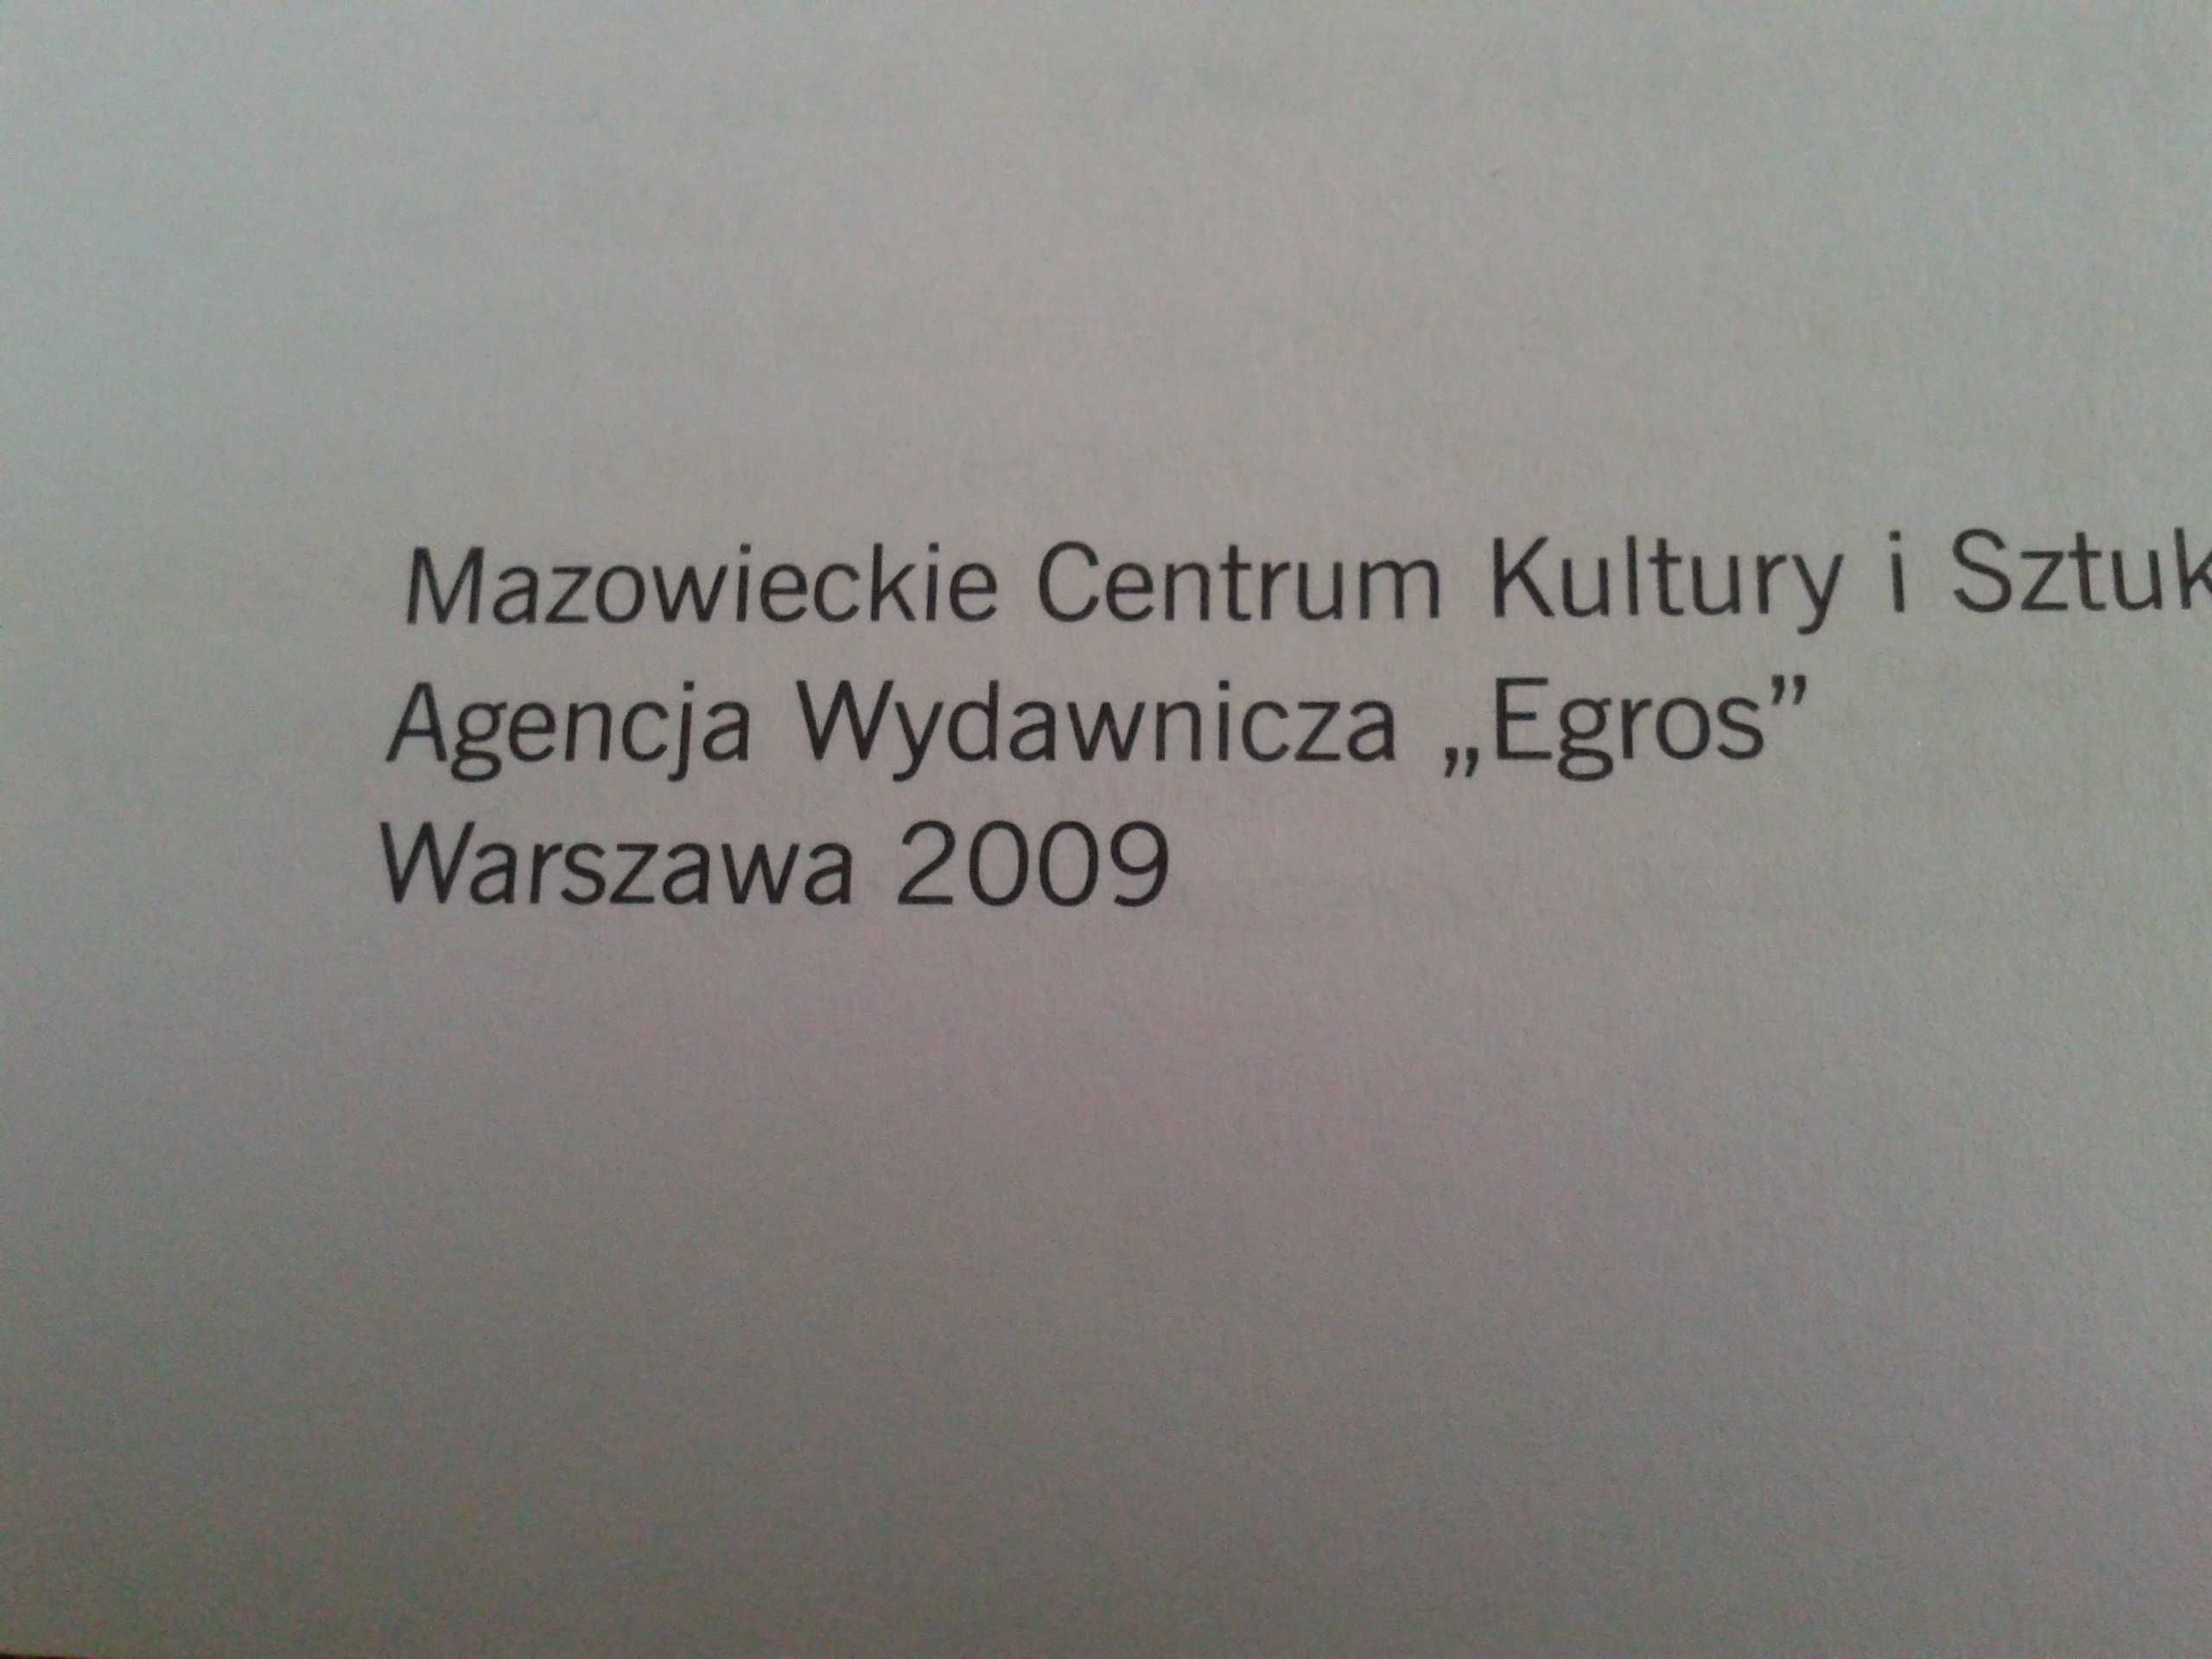 Mazowieckie Centrum Kultury i Sztuk
Agencja Wydawnicza „Egros”
Warszawa 2009